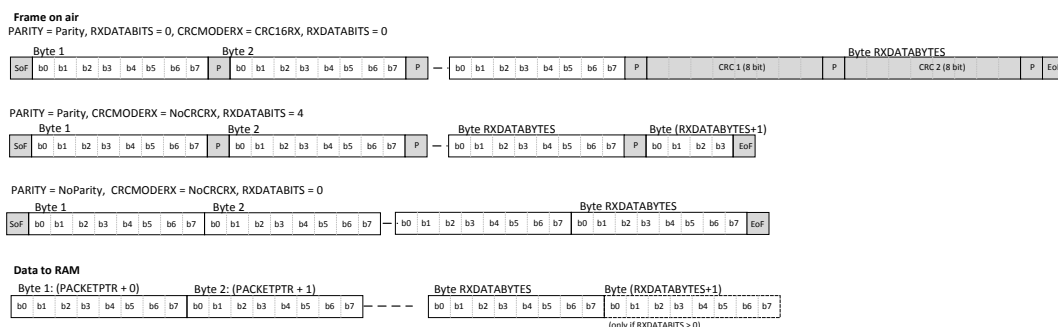 Frame on air
PARITY = Parity, RXDATABITS = 0, CRCMODERX = CRC16RX, RXDATABITS = 0
Byte 1 Byte 2 Byte RXDATABYTES
SoF b0 b1 b2 b3 b4 b5 b6 b7 P b0 b1 b2 b3 b4 b5 b6 b7 P b0 b1 b2 b3 b4 b5 b6 b7 P CRC 1 (8 bit) P CRC 2 (8 bit) P EoF
PARITY = Parity, CRCMODERX = NoCRCRX, RXDATABITS = 4
Byte 1 Byte 2 Byte RXDATABYTES Byte (RXDATABYTES+1)
SoF b0 b1 b2 b3 b4 b5 b6 b7 P b0 b1 b2 b3 b4 b5 b6 b7 P b0 b1 b2 b3 b4 b5 b6 b7 P b0 b1 b2 b3 EoF
PARITY = NoParity, CRCMODERX = NoCRCRX, RXDATABITS = 0
Byte 1 Byte 2 Byte RXDATABYTES
SoF b0 b1 b2 b3 b4 b5 b6 b7 b0 b1 b2 b3 b4 b5 b6 b7 b0 b1 b2 b3 b4 b5 b6 b7 b0 b1 b2 b3 b4 b5 b6 b7 EoF
Data to RAM
Byte 1: (PACKETPTR + 0) Byte 2: (PACKETPTR + 1) Byte RXDATABYTES Byte (RXDATABYTES+1)
b0 b1 b2 b3 b4 b5 b6 b7 b0 b1 b2 b3 b4 b5 b6 b7 b0 b1 b2 b3 b4 b5 b6 b7 b0 b1 b2 b3 b4 b5 b6 b7
(only if RXDATABITS > 0)